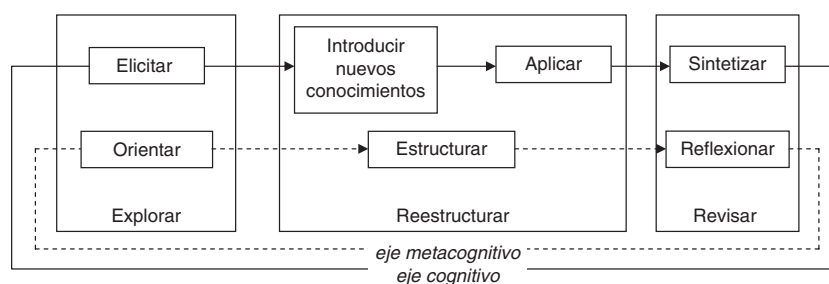 Introducir
nuevos
conocimientos
Elicitar
Aplicar
Sintetizar
Orientar
Estructurar
Reflexionar
Explorar
Reestructurar
Revisar
eje metacognitivo
eje cognitivo